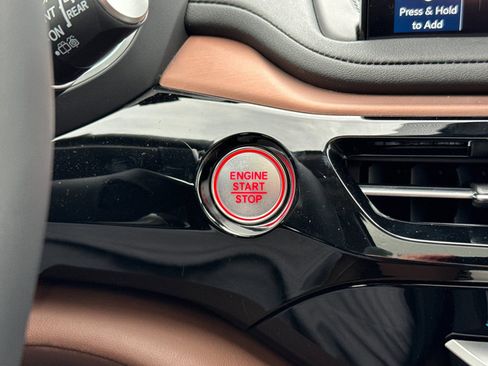 REAR
ON
Press & Hold
to Add
ENGINE
START
STOP